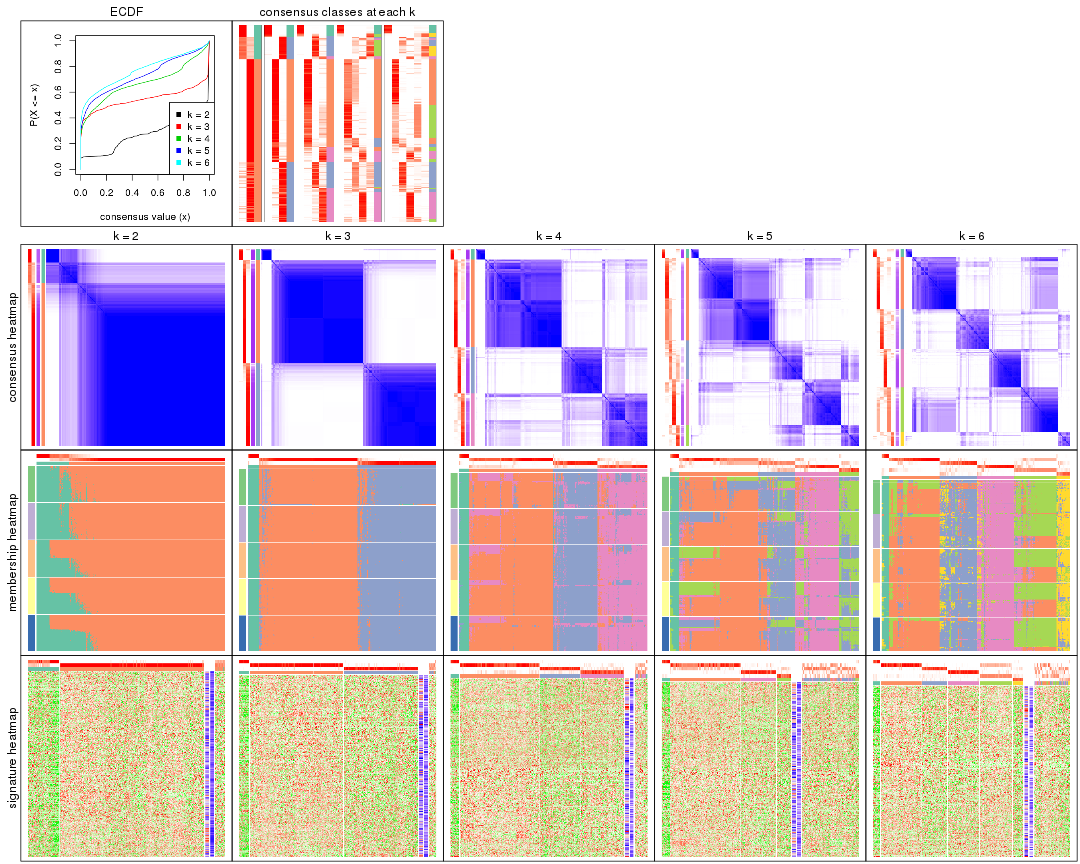 ECDF
consensus classes at each k
P(X <= x)
0.0 0.2 0.4 0.6 0.8 1.0
k = 2
k = 3
k = 4
k = 5
k = 6
0.0 0.2 0.4 0.6 0.8 1.0
consensus value (x)
k = 2
k = 3
k = 4
k = 5
k = 6
consensus heatmap
membership heatmap
signature heatmap